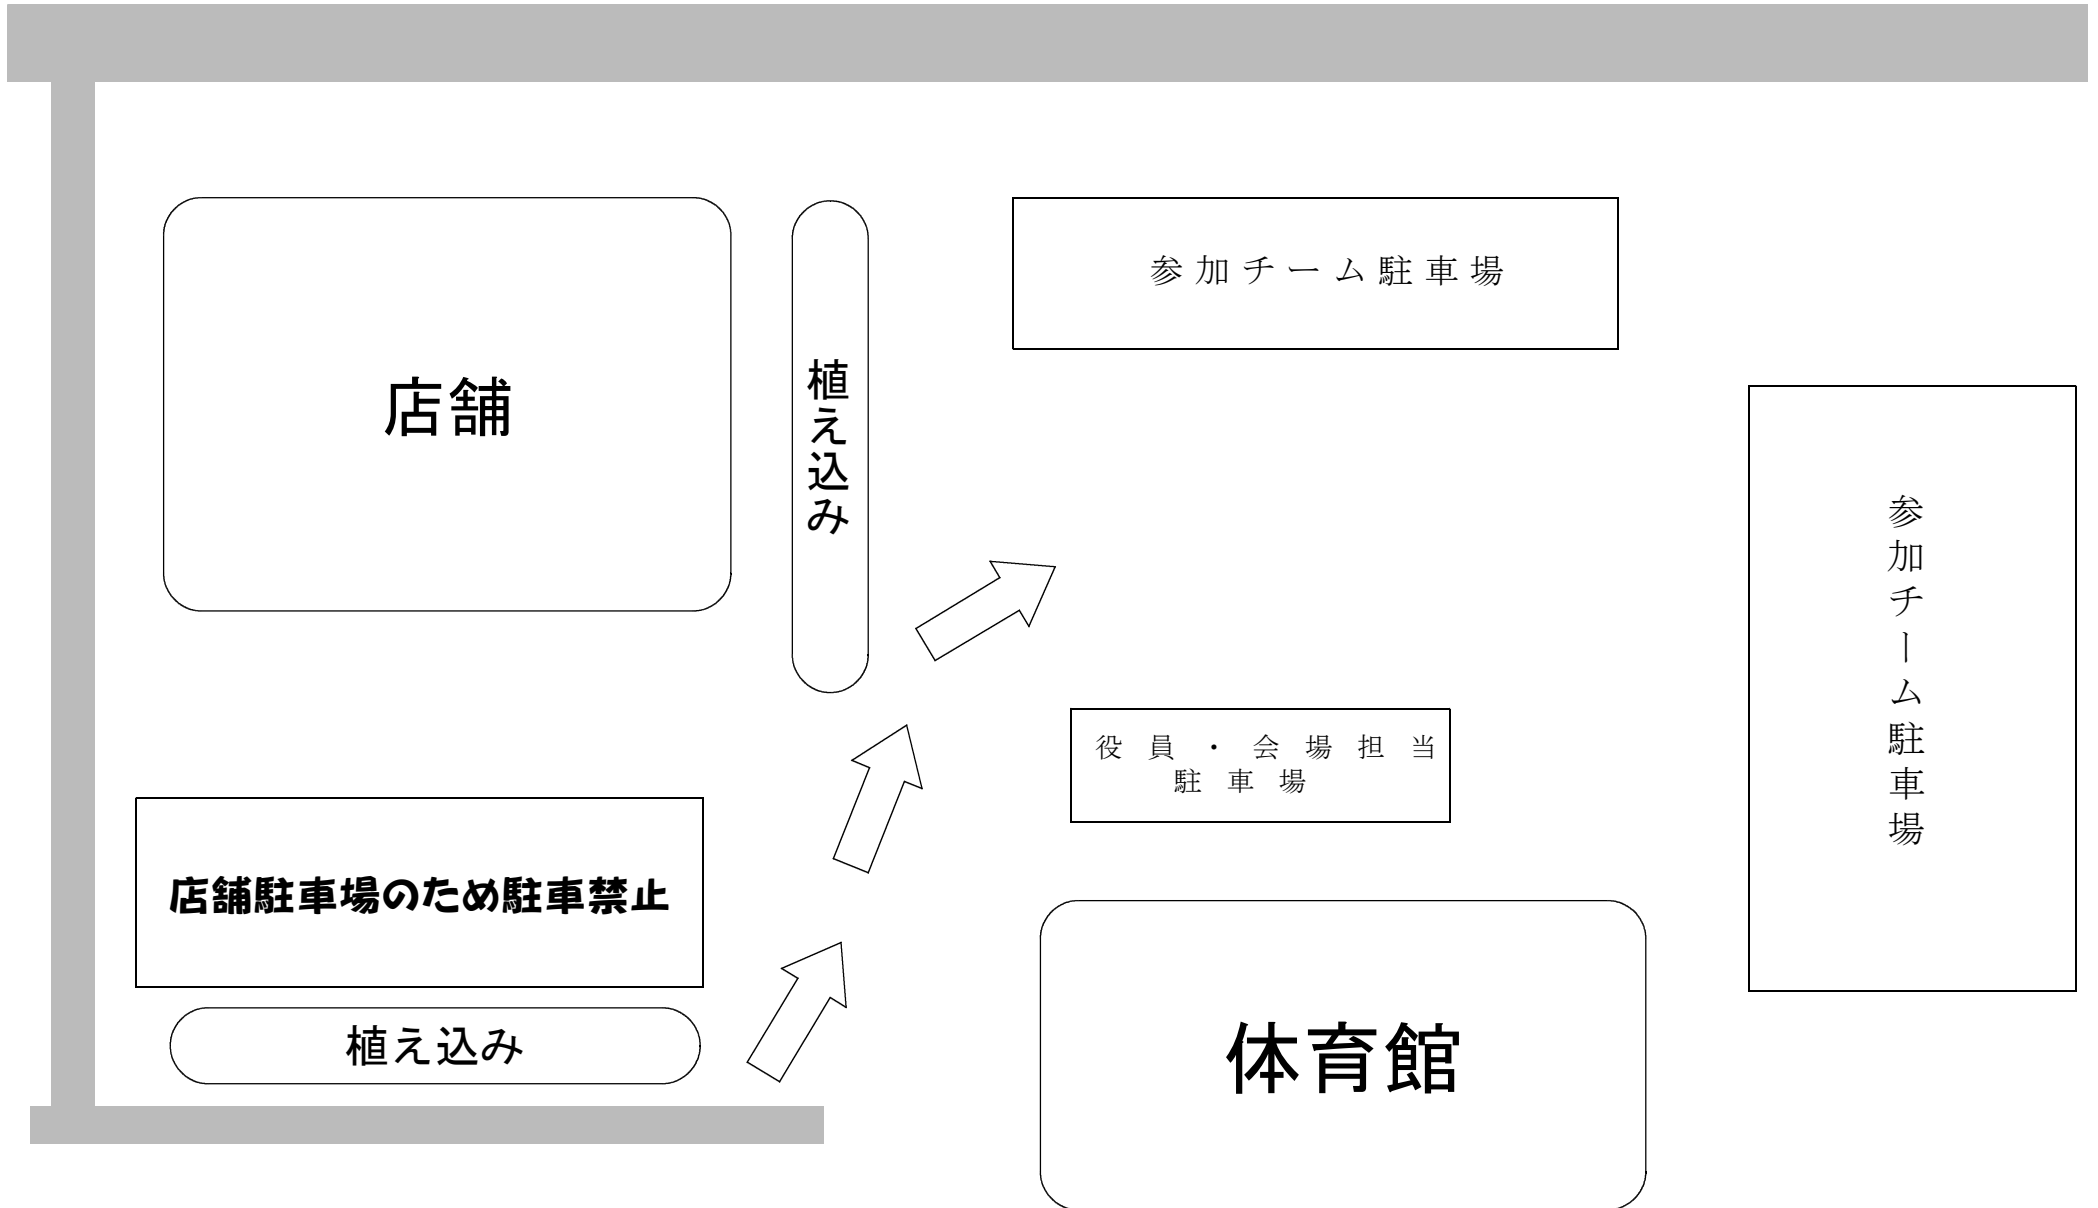 参加チーム駐車場
店舗
植え込み
参加チーム駐車場
役員・会場担当
駐車場
店舗駐車場のため駐車禁止
植え込み
体育館